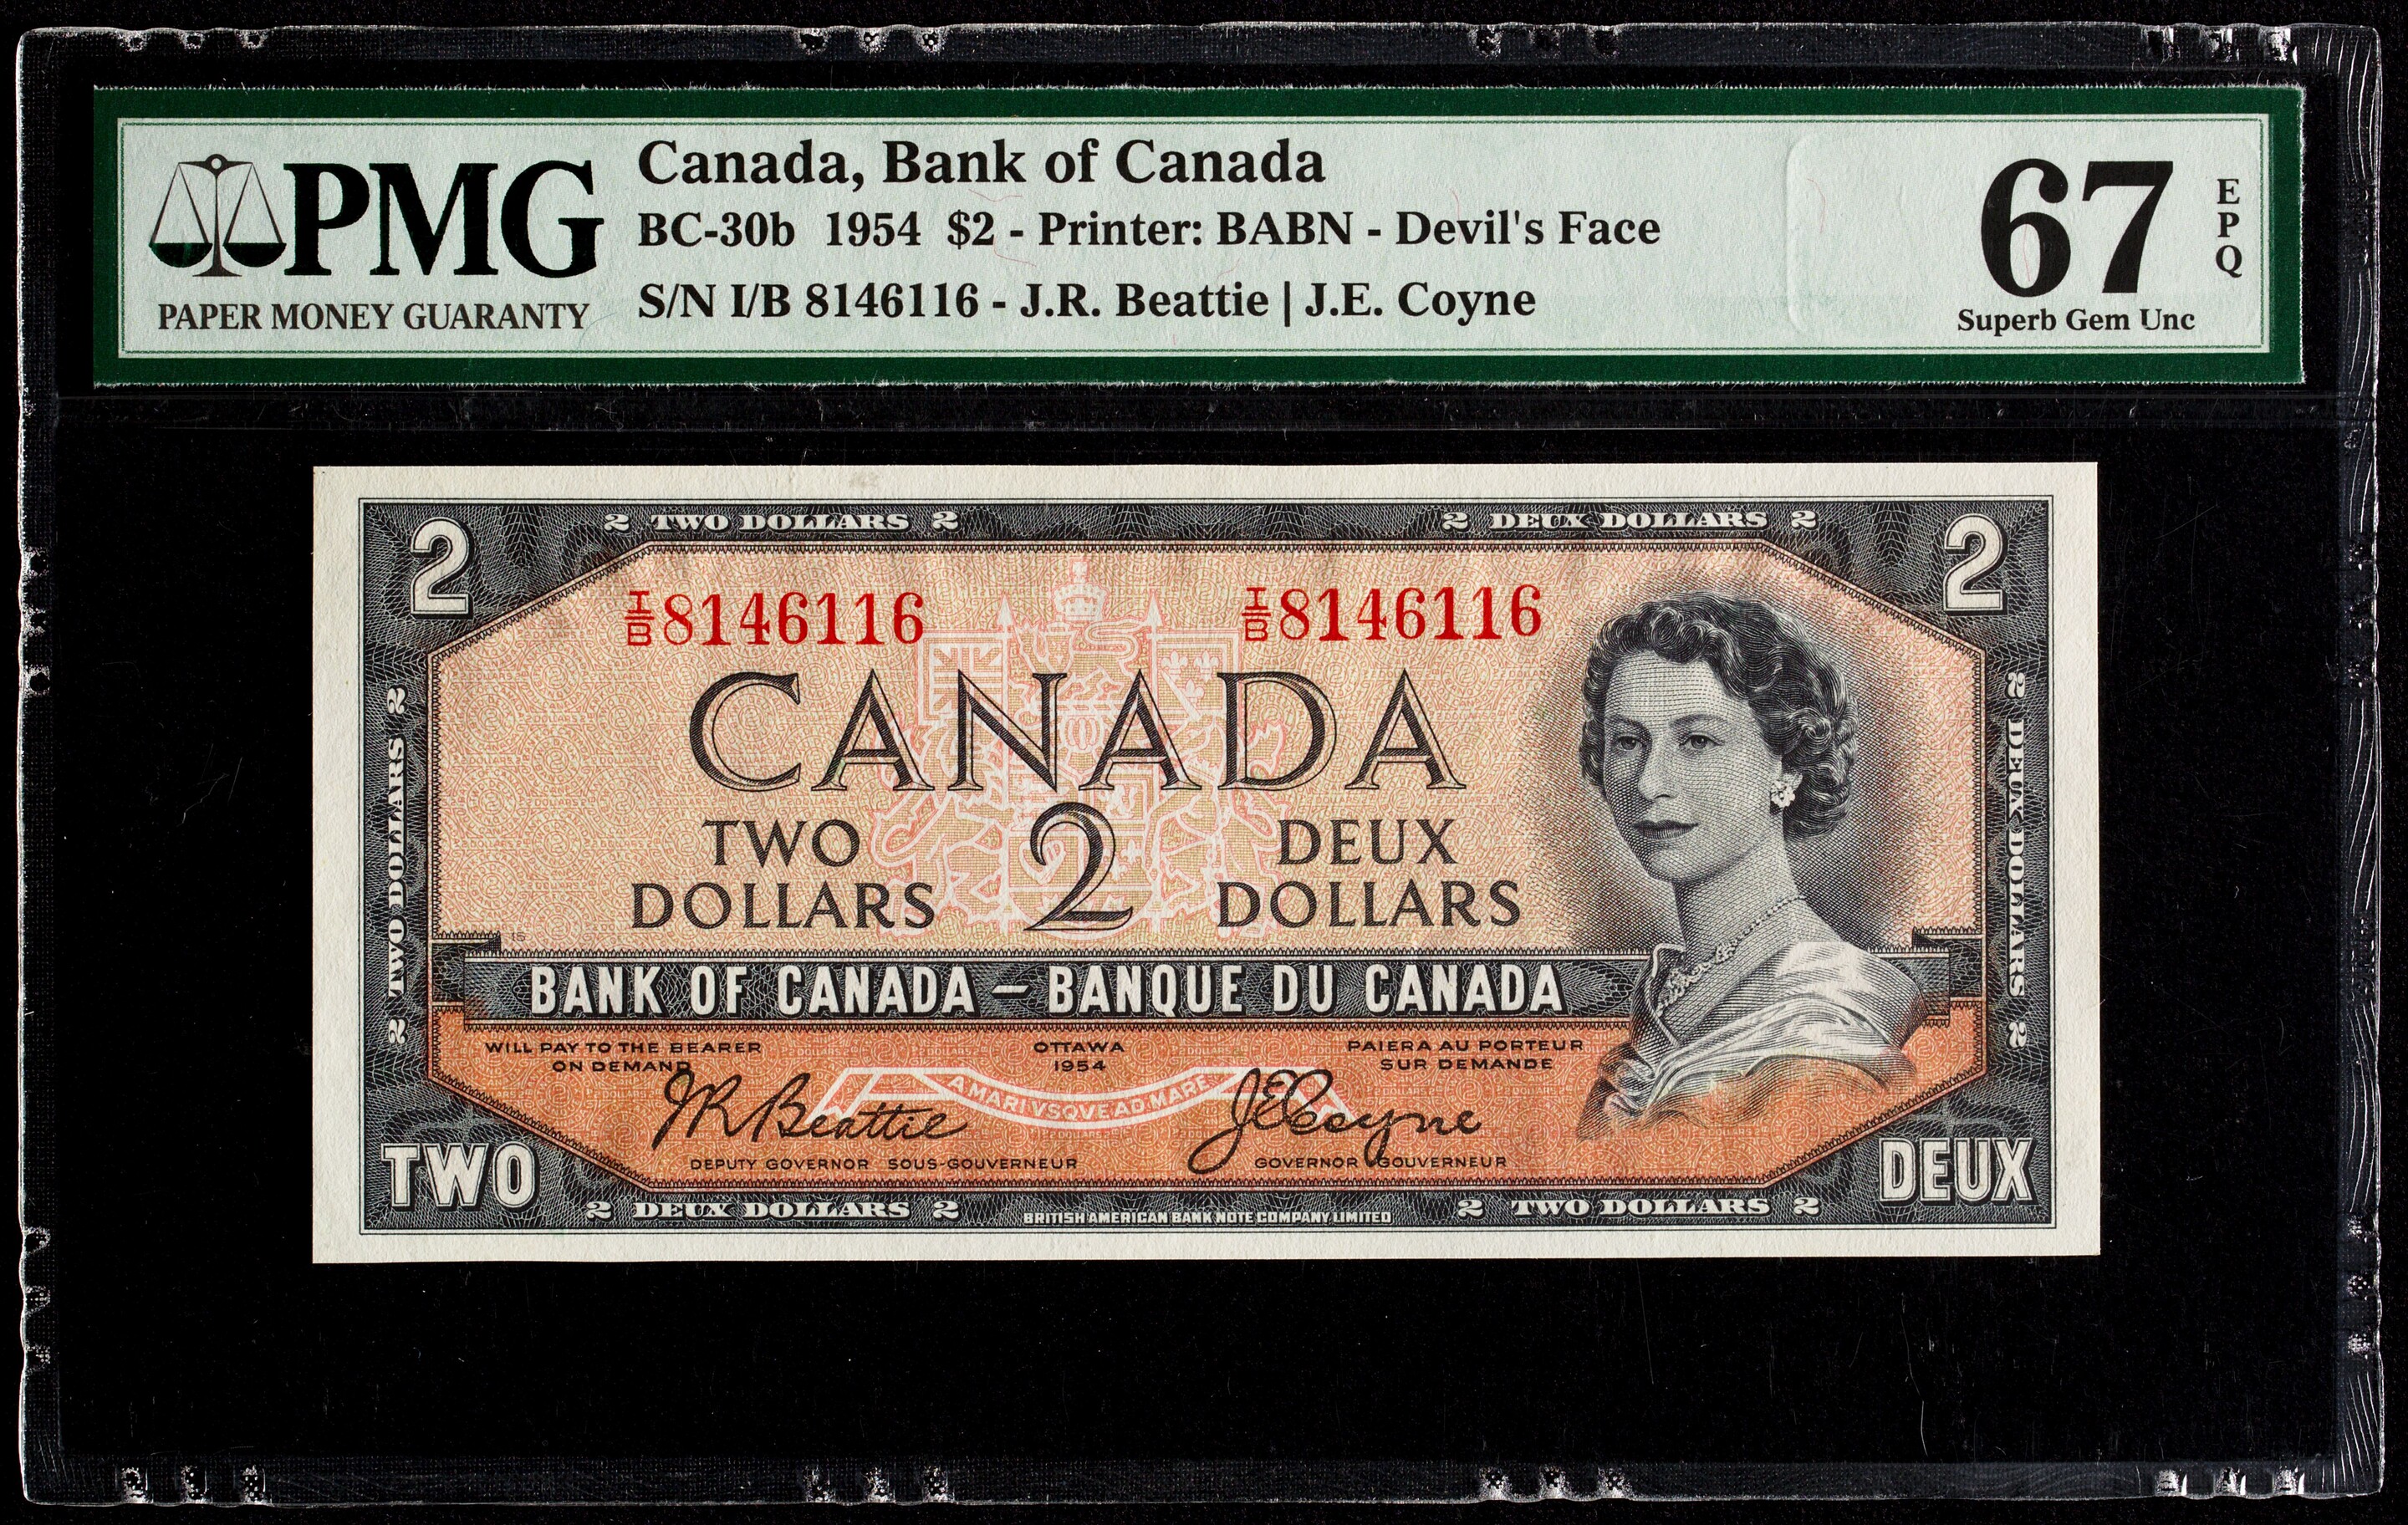 PMG
PAPER MONEY GUARANTY
Canada, Bank of Canada
BC-30b 1954 $2 - Printer: BABN - Devil's Face
S/N I/B 8146116 - J.R. Beattie | J.E. Coyne
67
EPQ
Superb Gem Unc
2 2 TWO DOLLARS 2 2 DEUX DOLLARS 2 2
I/B 8146116 I/B 8146116
CANADA
TWO DOLLARS
2
DEUX DOLLARS
2 TWO DOLLARS 2
2 DEUX DOLLARS 2
15
BANK OF CANADA – BANQUE DU CANADA
WILL PAY TO THE BEARER
ON DEMAND
OTTAWA
1954
PAIERA AU PORTEUR
SUR DEMANDE
A MARI VSQVE AD MARE
JR Beattie
JE Coyne
DEPUTY GOVERNOR SOUS-GOUVERNEUR
GOVERNOR GOUVERNEUR
TWO
DEUX
2 DEUX DOLLARS 2
BRITISH AMERICAN BANK NOTE COMPANY LIMITED
2 TWO DOLLARS 2